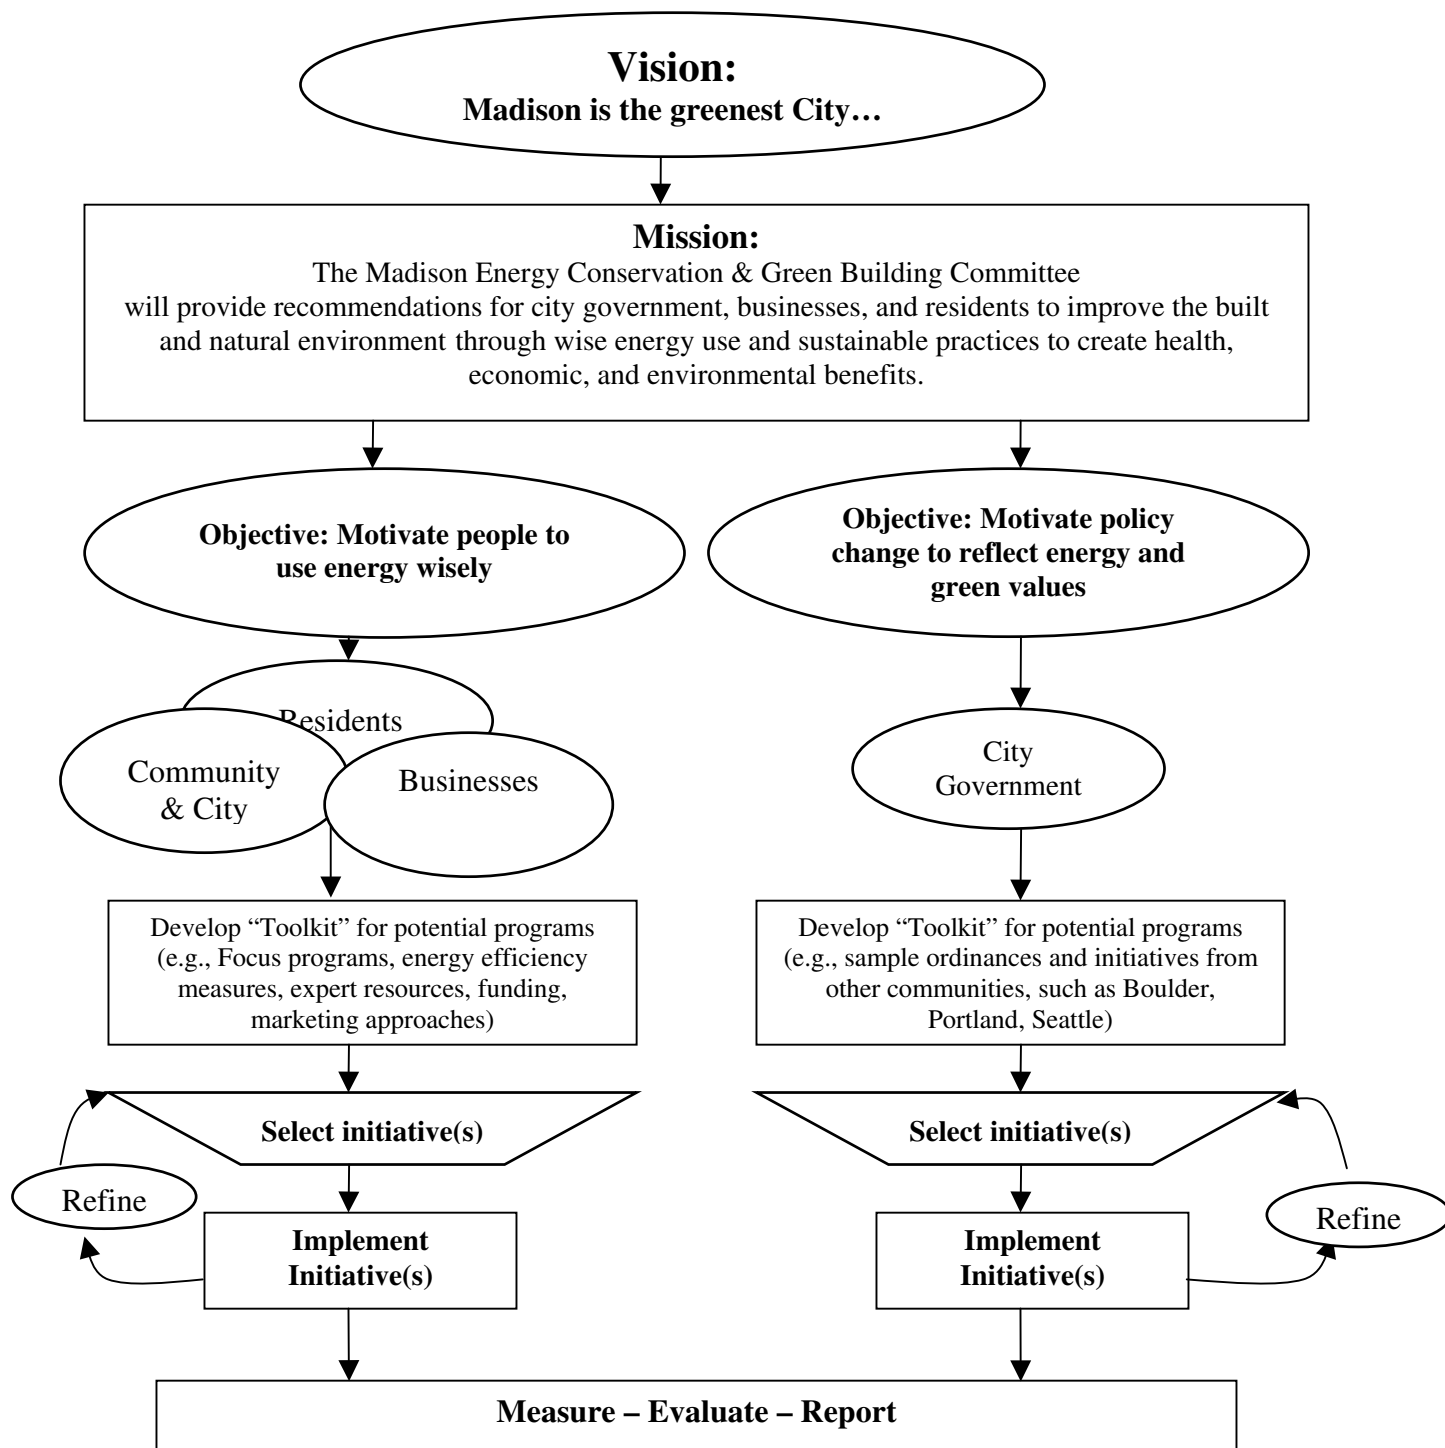 Vision:
Madison is the greenest City…
Mission:
The Madison Energy Conservation & Green Building Committee
will provide recommendations for city government, businesses, and residents to improve the built
and natural environment through wise energy use and sustainable practices to create health,
economic, and environmental benefits.
Objective: Motivate people to
use energy wisely
Objective: Motivate policy
change to reflect energy and
green values
Residents
Community
& City
Businesses
City
Government
Develop “Toolkit” for potential programs
(e.g., Focus programs, energy efficiency
measures, expert resources, funding,
marketing approaches)
Develop “Toolkit” for potential programs
(e.g., sample ordinances and initiatives from
other communities, such as Boulder,
Portland, Seattle)
Select initiative(s)
Select initiative(s)
Refine
Refine
Implement
Initiative(s)
Implement
Initiative(s)
Measure – Evaluate – Report